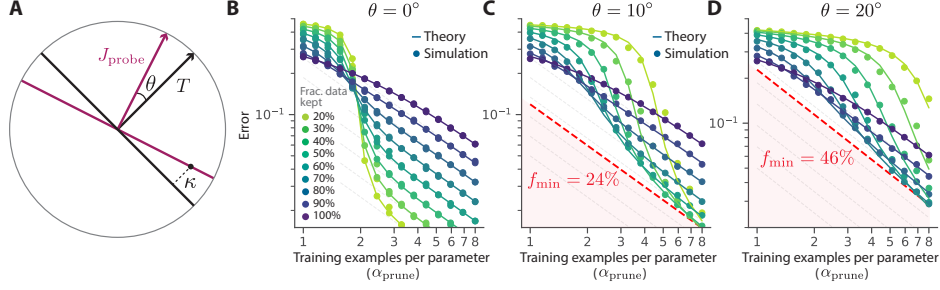 A
J_probe
θ
T
κ
B
θ = 0°
Theory
Simulation
Frac. data
kept
20%
30%
40%
50%
60%
70%
80%
90%
100%
Error
10⁻¹
1 2 3 4 5 6 7 8
Training examples per parameter
(α_prune)
C
θ = 10°
Theory
Simulation
10⁻¹
f_min = 24%
1 2 3 4 5 6 7 8
Training examples per parameter
(α_prune)
D
θ = 20°
10⁻¹
f_min = 46%
1 2 3 4 5 6 7 8
Training examples per parameter
(α_prune)